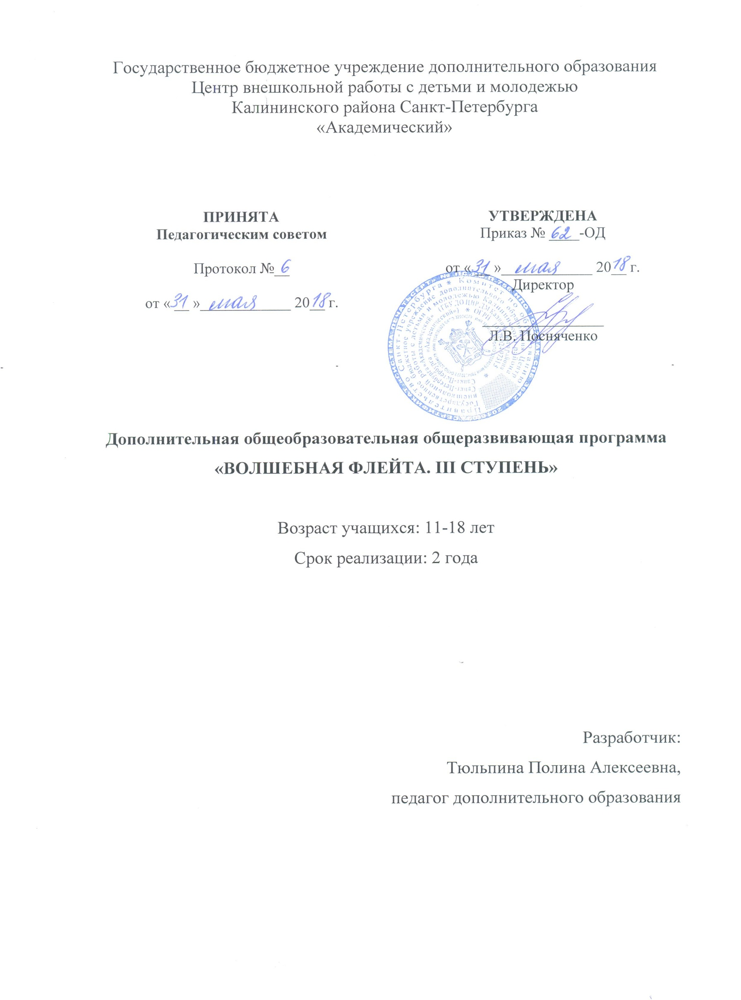 Государственное бюджетное учреждение дополнительного образования
Центр внешкольной работы с детьми и молодежью
Калининского района Санкт-Петербурга
«Академический»
ПРИНЯТА
Педагогическим советом
Протокол № 6
от «31» мая 2018 г.
УТВЕРЖДЕНА
Приказ № 62-ОД
от «31» мая 2018 г.
Директор
Л.В. Посняченко
Дополнительная общеобразовательная общеразвивающая программа
«ВОЛШЕБНАЯ ФЛЕЙТА. III СТУПЕНЬ»
Возраст учащихся: 11-18 лет
Срок реализации: 2 года
Разработчик:
Тюльпина Полина Алексеевна,
педагог дополнительного образования